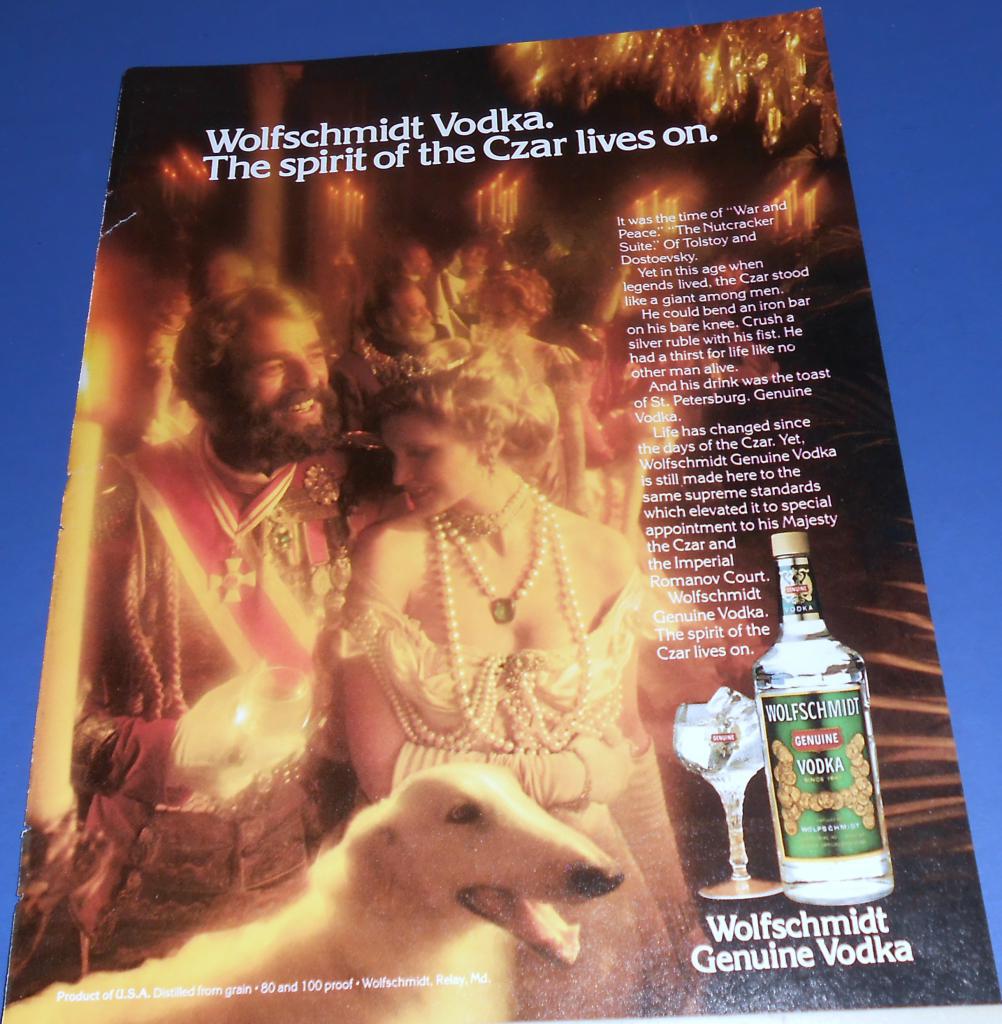 Wolfschmidt Vodka.
The spirit of the Czar lives on.
It was the time of "War and
Peace." "The Nutcracker
Suite." Of Tolstoy and
Dostoevsky.
Yet in this age when
legends lived, the Czar stood
like a giant among men.
He could bend an iron bar
on his bare knee. Crush a
silver ruble with his fist. He
had a thirst for life like no
other man alive.
And his drink was the toast
of St. Petersburg. Genuine
Vodka.
Life has changed since
the days of the Czar. Yet,
Wolfschmidt Genuine Vodka
is still made here to the
same supreme standards
which elevated it to special
appointment to his Majesty
the Czar and
the Imperial
Romanov Court.
Wolfschmidt
Genuine Vodka.
The spirit of the
Czar lives on.
GENUINE
VODKA
GENUINE
WOLFSCHMIDT
GENUINE
VODKA
WOLFSCHMIDT
Wolfschmidt
Genuine Vodka
Product of U.S.A. Distilled from grain • 80 and 100 proof • Wolfschmidt, Relay, Md.